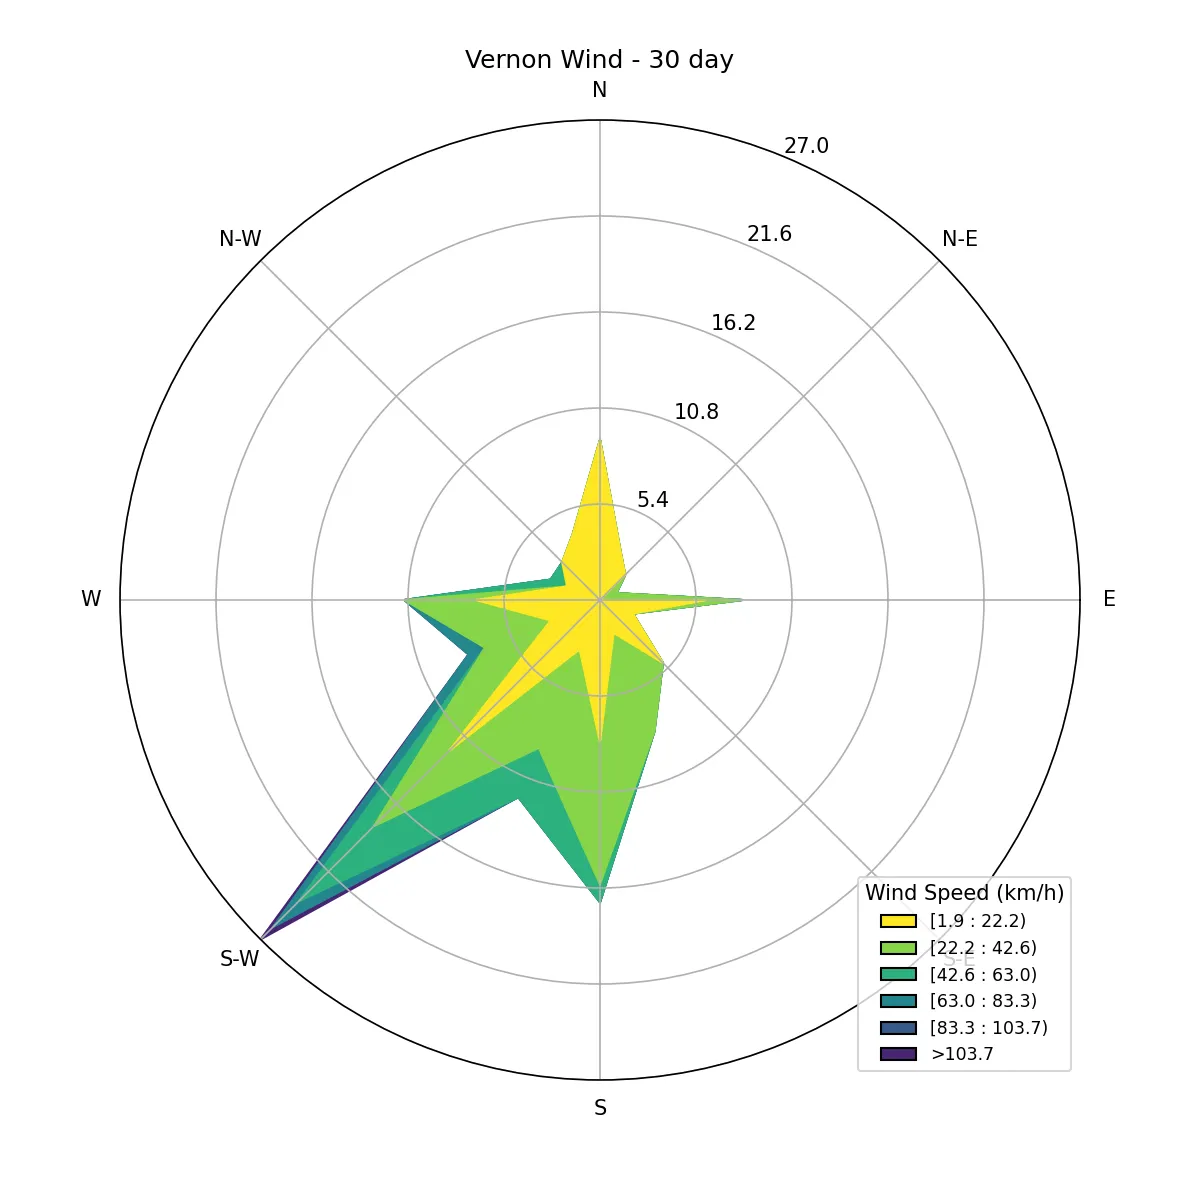 Vernon Wind - 30 day
N
27.0
N-W
21.6
N-E
16.2
10.8
5.4
W
E
S-W
S-E
Wind Speed (km/h)
[1.9 : 22.2)
[22.2 : 42.6)
[42.6 : 63.0)
[63.0 : 83.3)
[83.3 : 103.7)
>103.7
S